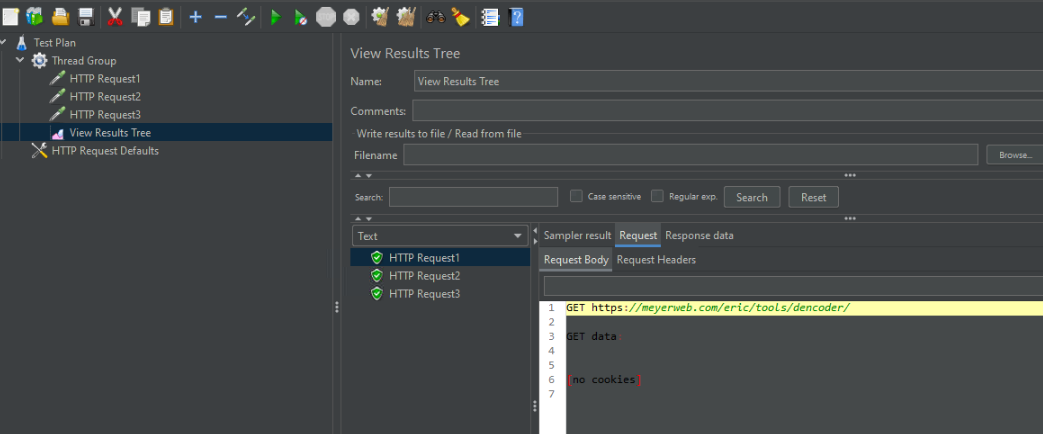 Test Plan
Thread Group
HTTP Request1
HTTP Request2
HTTP Request3
View Results Tree
HTTP Request Defaults
View Results Tree
Name: View Results Tree
Comments:
Write results to file / Read from file
Filename Browse...
Search: Case sensitive Regular exp. Search Reset
Text
HTTP Request1
HTTP Request2
HTTP Request3
Sampler result Request Response data
Request Body Request Headers
1 GET https://meyerweb.com/eric/tools/dencoder/
2
3 GET data:
4
5
6 [no cookies]
7